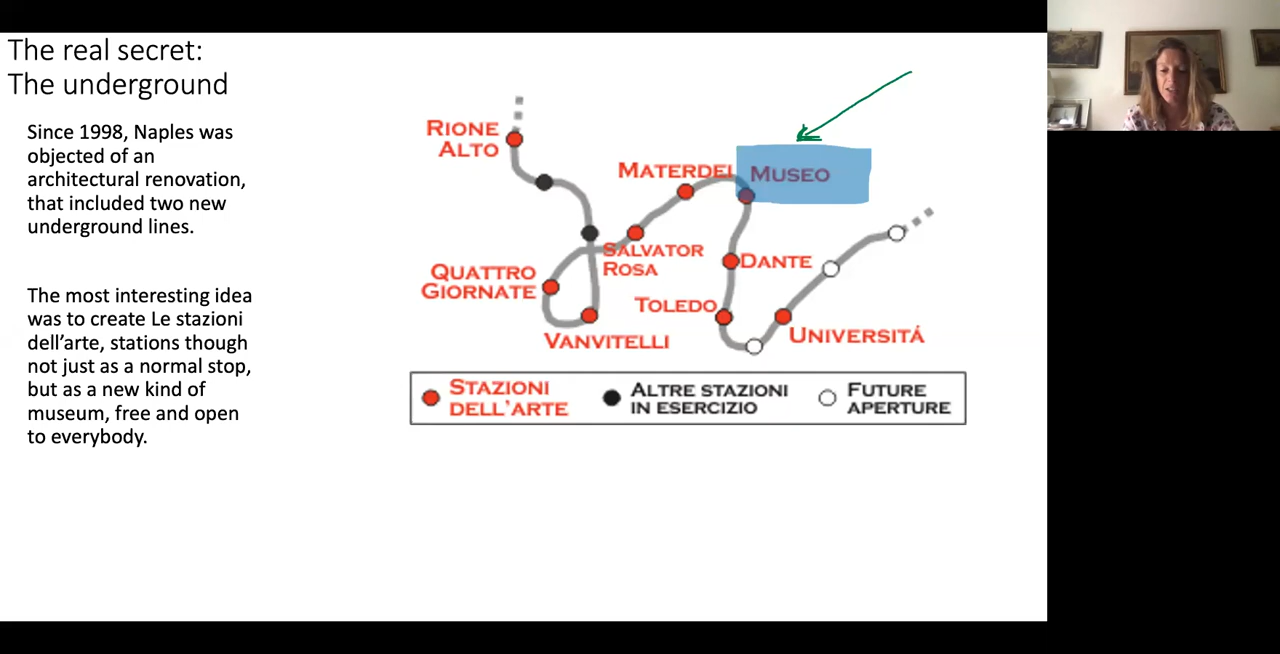 The real secret:
The underground
Since 1998, Naples was
objected of an
architectural renovation,
that included two new
underground lines.
The most interesting idea
was to create Le stazioni
dell’arte, stations though
not just as a normal stop,
but as a new kind of
museum, free and open
to everybody.
RIONE
ALTO
MATERDEI
MUSEO
SALVATOR
ROSA
QUATTRO
GIORNATE
DANTE
TOLEDO
VANVITELLI
UNIVERSITÁ
STAZIONI
DELL'ARTE
ALTRE STAZIONI
IN ESERCIZIO
FUTURE
APERTURE